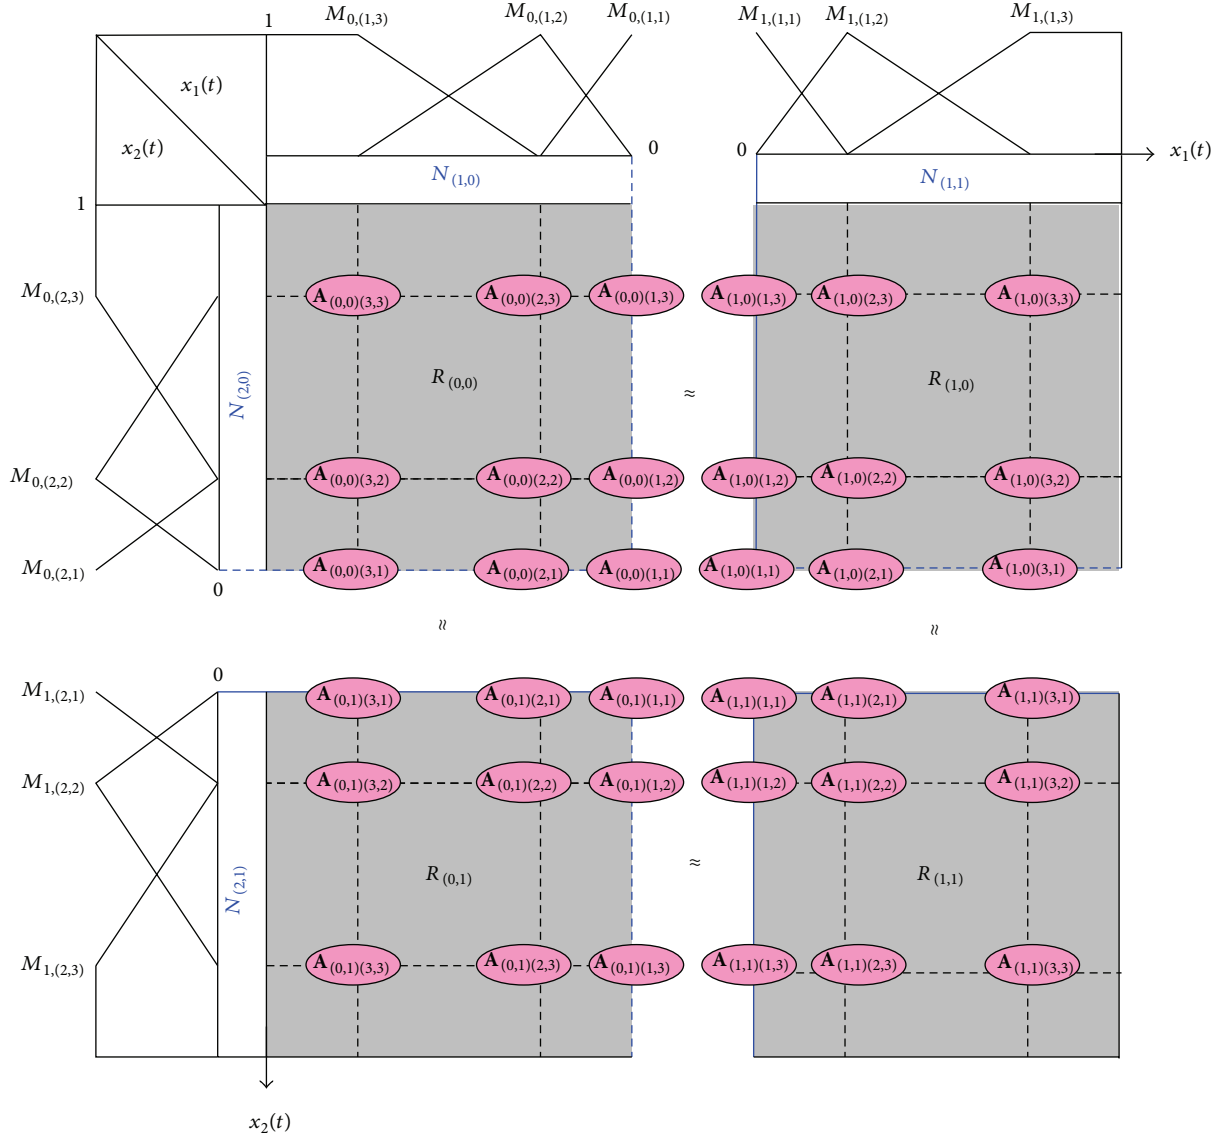 1 M0,(1,3) M0,(1,2) M0,(1,1) M1,(1,1) M1,(1,2) M1,(1,3)
x1(t)
x2(t) 0 0 x1(t)
N(1,0) N(1,1)
1
M0,(2,3) A(0,0)(3,3) A(0,0)(2,3) A(0,0)(1,3) A(1,0)(1,3) A(1,0)(2,3) A(1,0)(3,3)
N(2,0) R(0,0) ≈ R(1,0)
M0,(2,2) A(0,0)(3,2) A(0,0)(2,2) A(0,0)(1,2) A(1,0)(1,2) A(1,0)(2,2) A(1,0)(3,2)
M0,(2,1) A(0,0)(3,1) A(0,0)(2,1) A(0,0)(1,1) A(1,0)(1,1) A(1,0)(2,1) A(1,0)(3,1)
0
≈ ≈
0
M1,(2,1) A(0,1)(3,1) A(0,1)(2,1) A(0,1)(1,1) A(1,1)(1,1) A(1,1)(2,1) A(1,1)(3,1)
M1,(2,2) A(0,1)(3,2) A(0,1)(2,2) A(0,1)(1,2) A(1,1)(1,2) A(1,1)(2,2) A(1,1)(3,2)
N(2,1) R(0,1) ≈ R(1,1)
M1,(2,3) A(0,1)(3,3) A(0,1)(2,3) A(0,1)(1,3) A(1,1)(1,3) A(1,1)(2,3) A(1,1)(3,3)
x2(t)